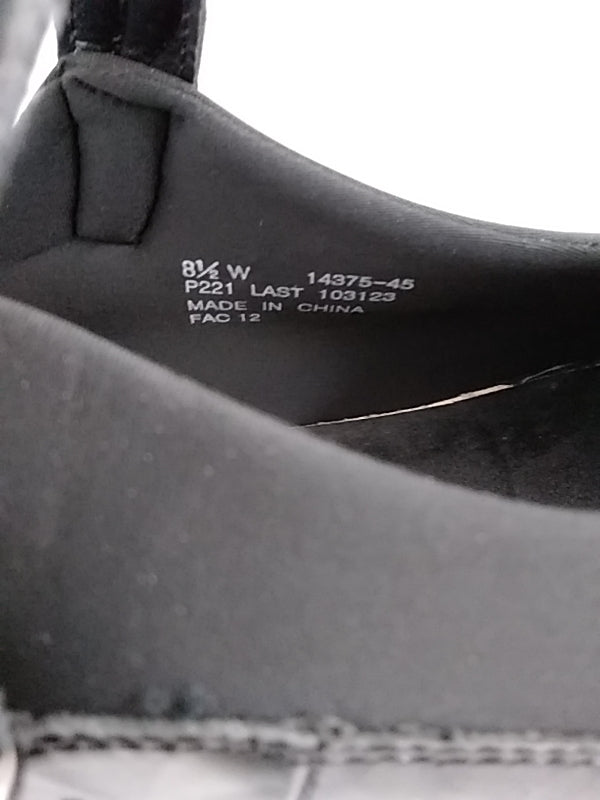 8½ W 14375-45
P221 LAST 103123
MADE IN CHINA
FAC 12